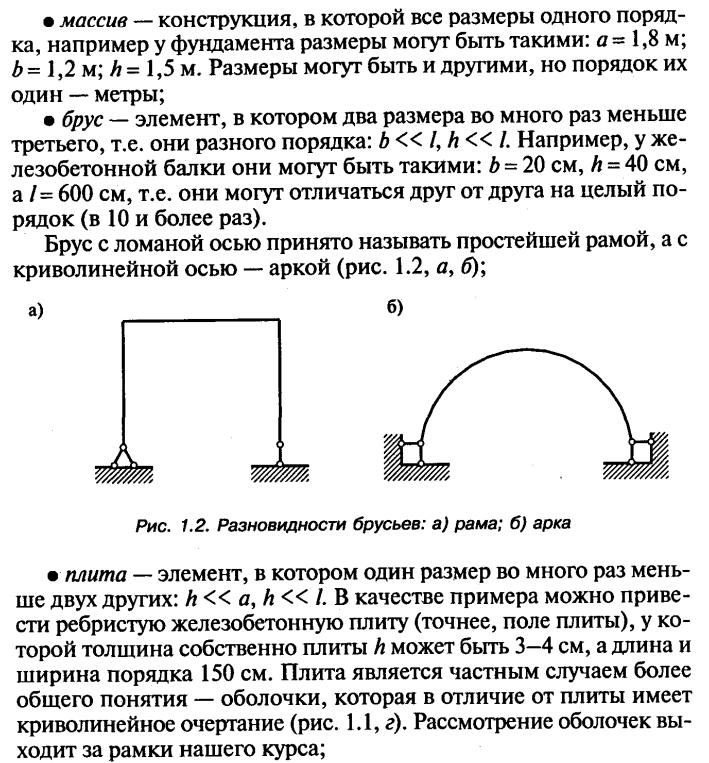 • массив — конструкция, в которой все размеры одного поряд-
ка, например у фундамента размеры могут быть такими: a = 1,8 м;
b = 1,2 м; h = 1,5 м. Размеры могут быть и другими, но порядок их
один — метры;
• брус — элемент, в котором два размера во много раз меньше
третьего, т.е. они разного порядка: b << l, h << l. Например, у же-
лезобетонной балки они могут быть такими: b = 20 см, h = 40 см,
а l = 600 см, т.е. они могут отличаться друг от друга на целый по-
рядок (в 10 и более раз).
Брус с ломаной осью принято называть простейшей рамой, а с
криволинейной осью — аркой (рис. 1.2, а, б);
а) б)
Рис. 1.2. Разновидности брусьев: а) рама; б) арка
• плита — элемент, в котором один размер во много раз мень-
ше двух других: h << a, h << l. В качестве примера можно приве-
сти ребристую железобетонную плиту (точнее, поле плиты), у ко-
торой толщина собственно плиты h может быть 3–4 см, а длина и
ширина порядка 150 см. Плита является частным случаем более
общего понятия — оболочки, которая в отличие от плиты имеет
криволинейное очертание (рис. 1.1, г). Рассмотрение оболочек вы-
ходит за рамки нашего курса;